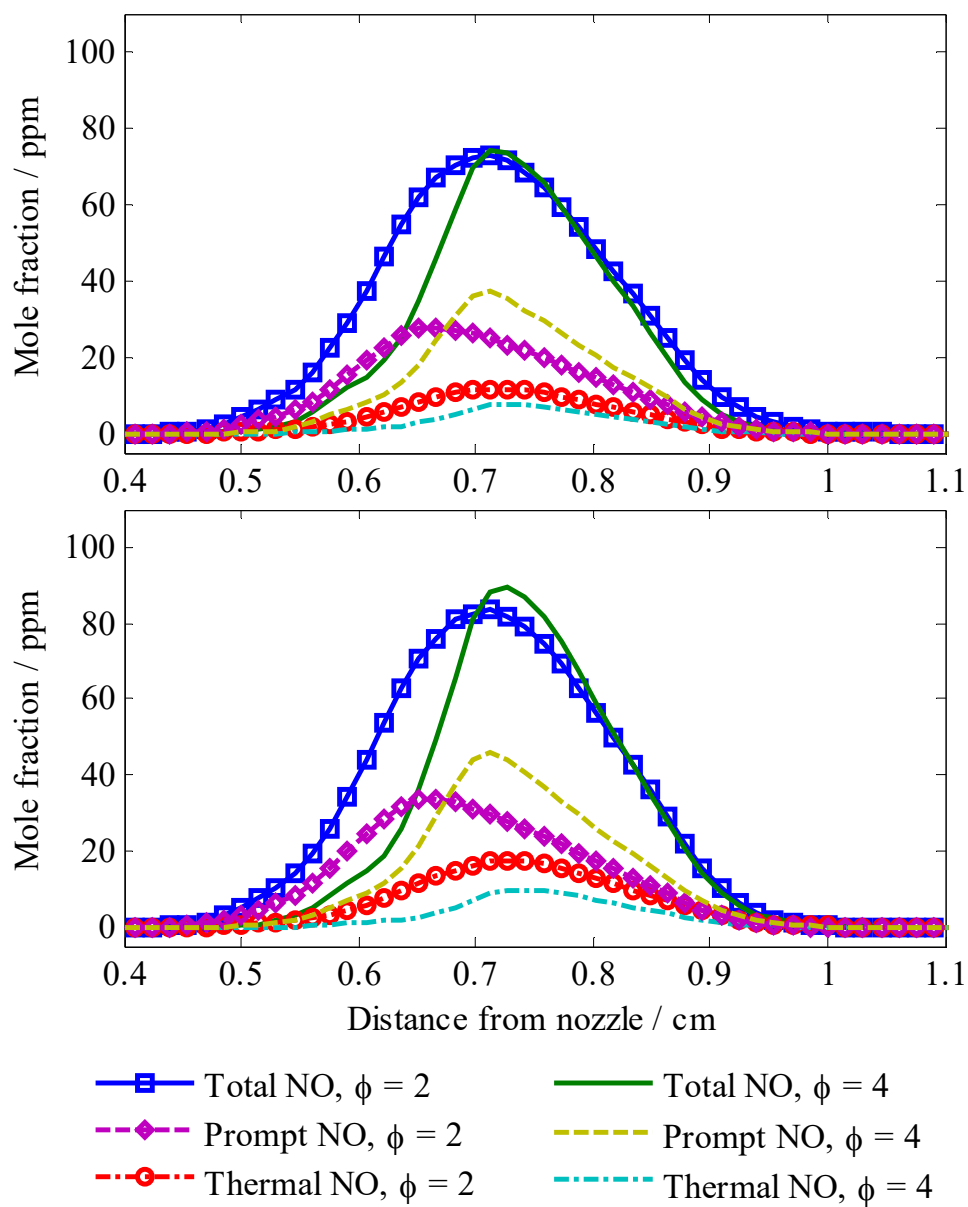 100
80
60
40
20
0
Mole fraction / ppm
0.4 0.5 0.6 0.7 0.8 0.9 1 1.1
100
80
60
40
20
0
Mole fraction / ppm
0.4 0.5 0.6 0.7 0.8 0.9 1 1.1
Distance from nozzle / cm
Total NO, ϕ = 2 Total NO, ϕ = 4
Prompt NO, ϕ = 2 Prompt NO, ϕ = 4
Thermal NO, ϕ = 2 Thermal NO, ϕ = 4